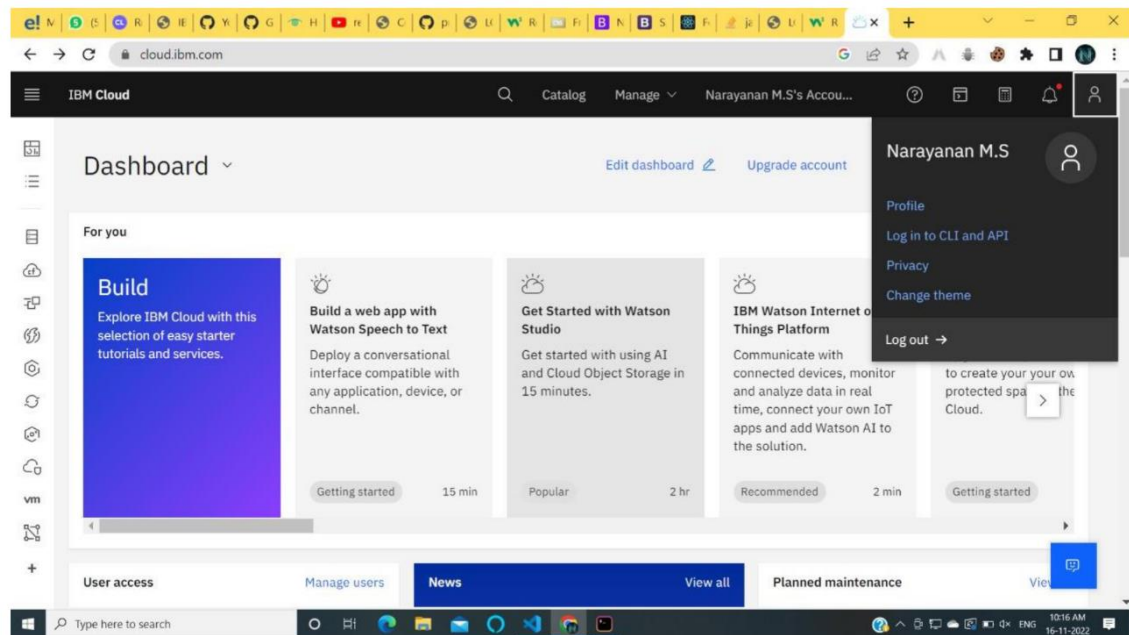 cloud.ibm.com
IBM Cloud
Catalog
Manage
Narayanan M.S's Accou...
Dashboard
Edit dashboard
Upgrade account
Narayanan M.S
Profile
Log in to CLI and API
Privacy
Change theme
Log out →
For you
Build
Explore IBM Cloud with this
selection of easy starter
tutorials and services.
Build a web app with
Watson Speech to Text
Deploy a conversational
interface compatible with
any application, device, or
channel.
Getting started 15 min
Get Started with Watson
Studio
Get started with using AI
and Cloud Object Storage in
15 minutes.
Popular 2 hr
IBM Watson Internet o
Things Platform
Communicate with
connected devices, monitor
and analyze data in real
time, connect your own IoT
apps and add Watson AI to
the solution.
Recommended 2 min
to create your your ow
protected spa the
Cloud.
Getting started
vm
User access
Manage users
News
View all
Planned maintenance
Type here to search
ENG
10:16 AM
16-11-2022